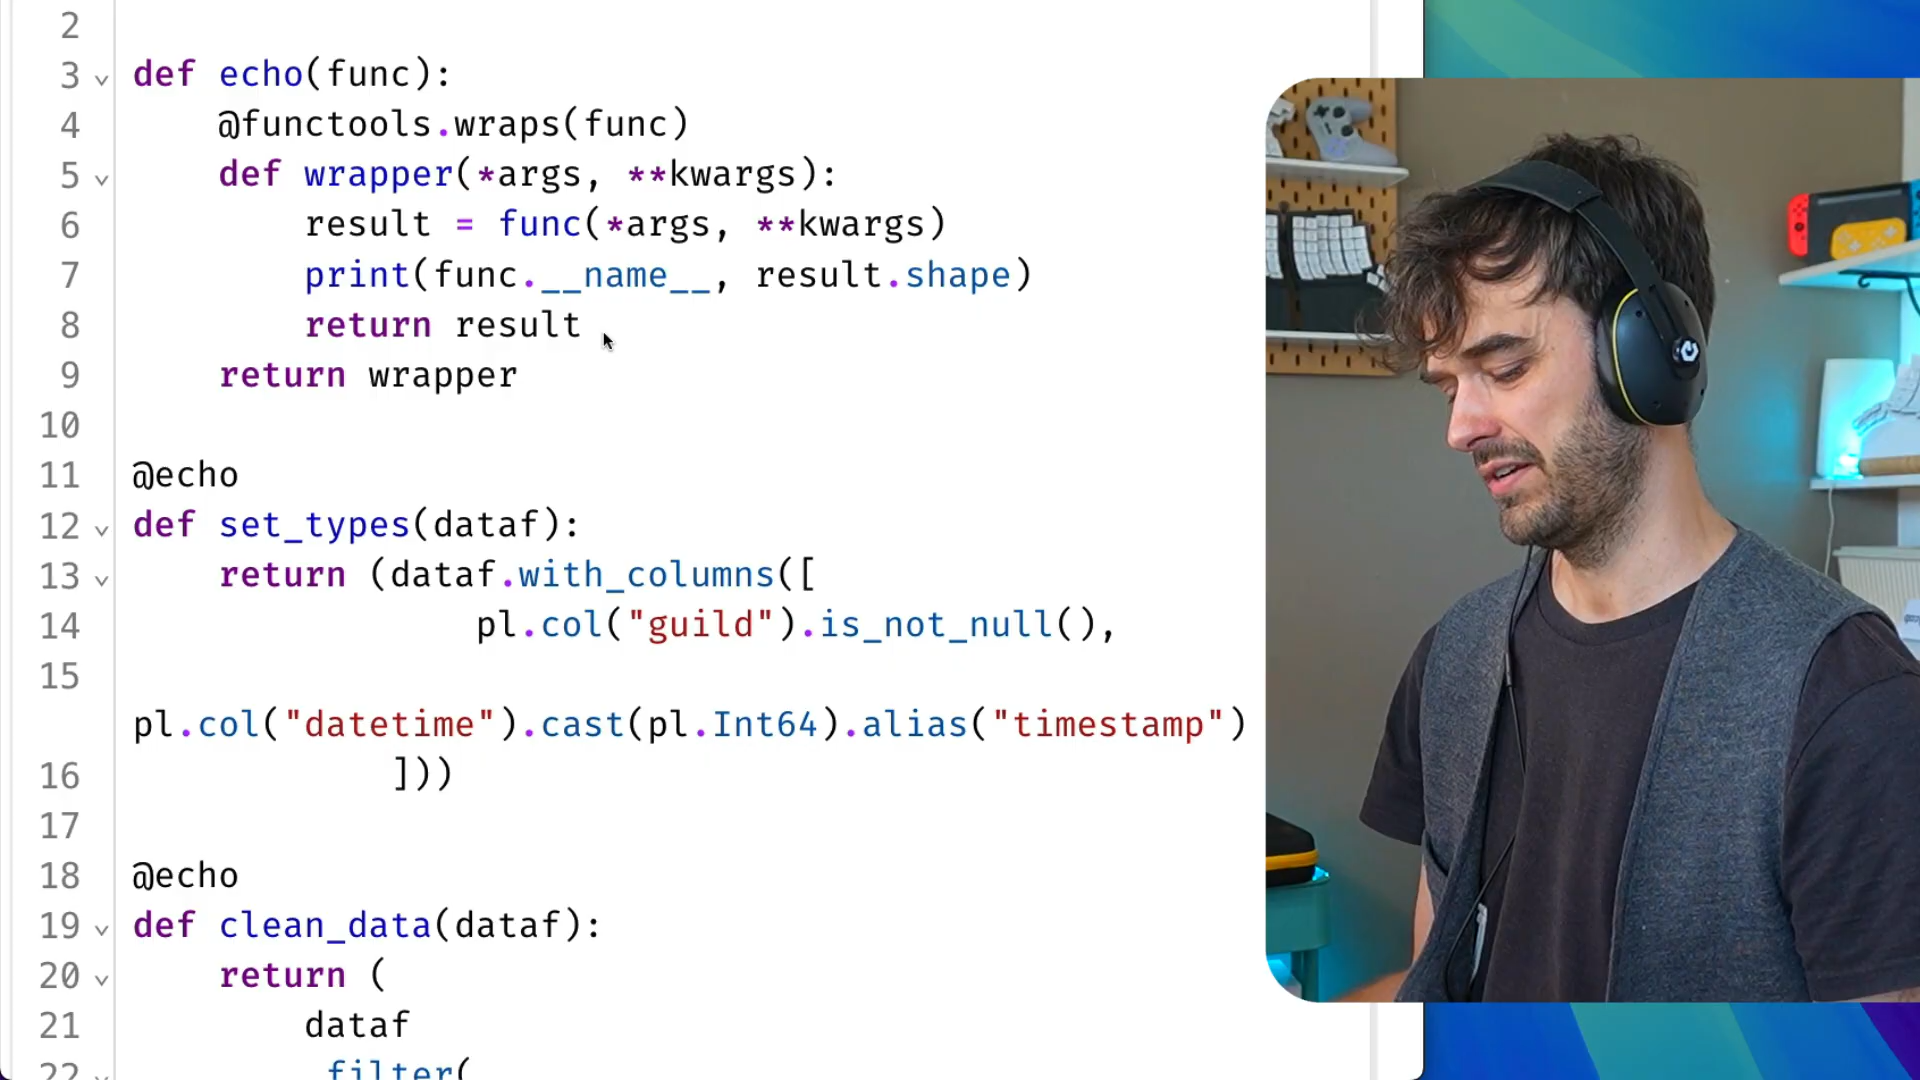 2
3 def echo(func):
4 @functools.wraps(func)
5 def wrapper(*args, **kwargs):
6 result = func(*args, **kwargs)
7 print(func.__name__, result.shape)
8 return result
9 return wrapper
10
11 @echo
12 def set_types(dataf):
13 return (dataf.with_columns([
14 pl.col("guild").is_not_null(),
15
pl.col("datetime").cast(pl.Int64).alias("timestamp")
16 ]))
17
18 @echo
19 def clean_data(dataf):
20 return (
21 dataf
22 .filter(